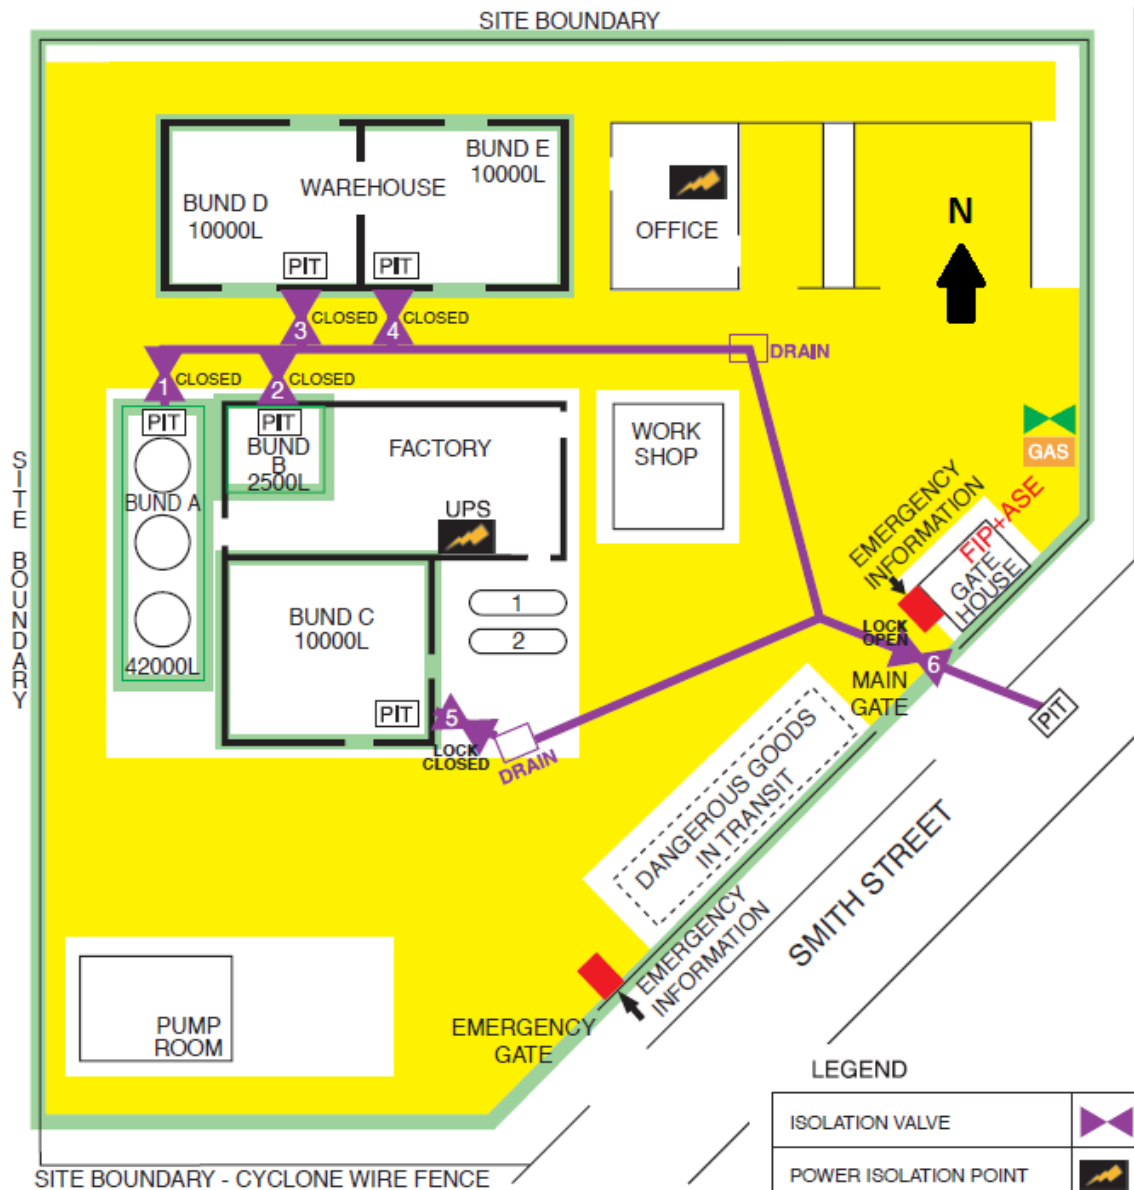 SITE BOUNDARY
BUND E
10000L
WAREHOUSE
BUND D
10000L
PIT
PIT
OFFICE
N
3
CLOSED
4
CLOSED
DRAIN
1
CLOSED
2
CLOSED
PIT
PIT
BUND
B
2500L
FACTORY
WORK
SHOP
GAS
BUND A
UPS
EMERGENCY
INFORMATION
FIP+ASE
GATE
HOUSE
SITE BOUNDARY
1
2
BUND C
10000L
42000L
LOCK
OPEN
6
MAIN
GATE
PIT
PIT
5
LOCK
CLOSED
DRAIN
DANGEROUS GOODS
IN TRANSIT
SMITH STREET
EMERGENCY
INFORMATION
PUMP
ROOM
EMERGENCY
GATE
LEGEND
ISOLATION VALVE
POWER ISOLATION POINT
SITE BOUNDARY - CYCLONE WIRE FENCE